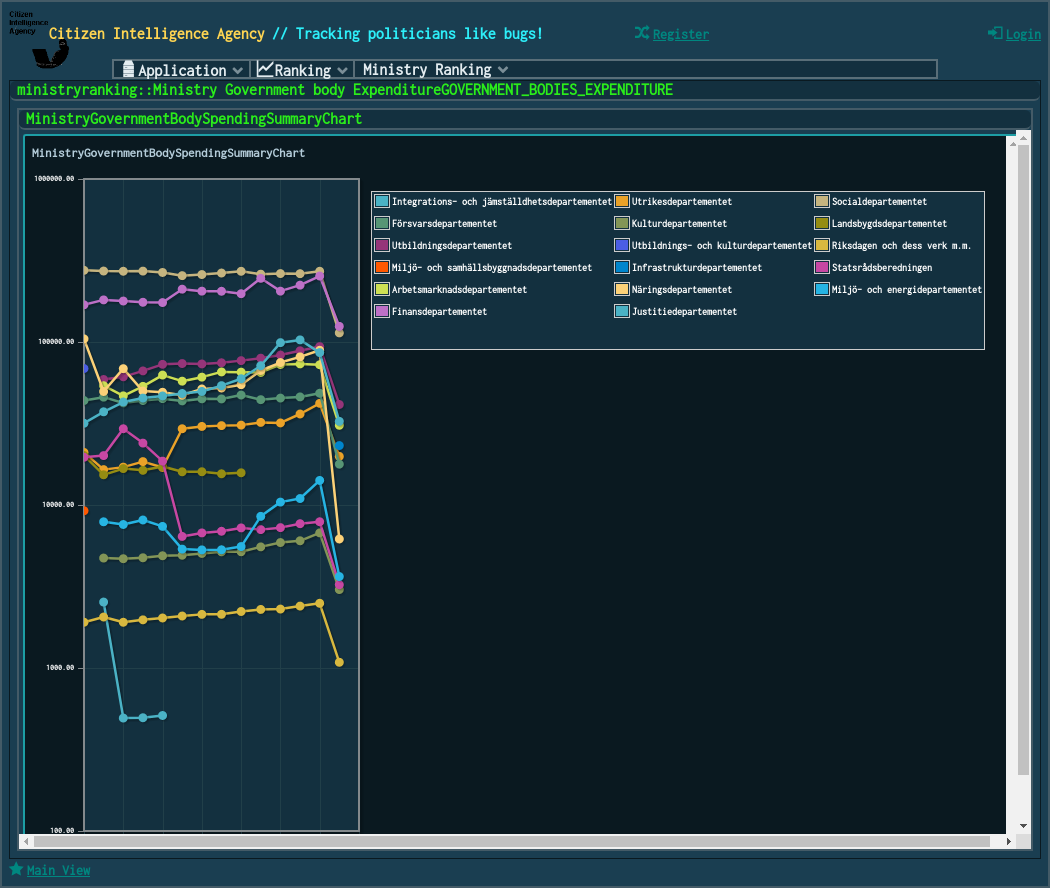 Citizen
Intelligence
Agency
Citizen Intelligence Agency // Tracking politicians like bugs!
Register
Login
Application
Ranking
Ministry Ranking
ministryranking::Ministry Government body ExpenditureGOVERNMENT_BODIES_EXPENDITURE
MinistryGovernmentBodySpendingSummaryChart
MinistryGovernmentBodySpendingSummaryChart
1000000.00
100000.00
10000.00
1000.00
100.00
Integrations- och jämställdhetsdepartementet Utrikesdepartementet Socialdepartementet
Försvarsdepartementet Kulturdepartementet Landsbygdsdepartementet
Utbildningsdepartementet Utbildnings- och kulturdepartementet Riksdagen och dess verk m.m.
Miljö- och samhällsbyggnadsdepartementet Infrastrukturdepartementet Statsrådsberedningen
Arbetsmarknadsdepartementet Näringsdepartementet Miljö- och energidepartementet
Finansdepartementet Justitiedepartementet
Main View